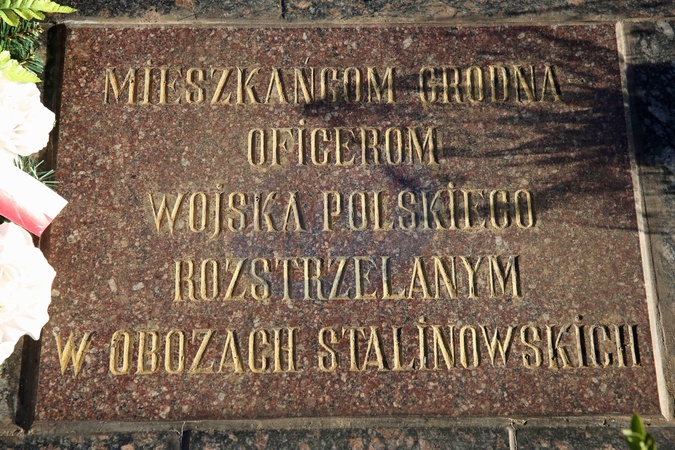 MIESZKAŃCOM GRODNA
OFICEROM
WOJSKA POLSKIEGO
ROZSTRZELANYM
W OBOZACH STALINOWSKICH